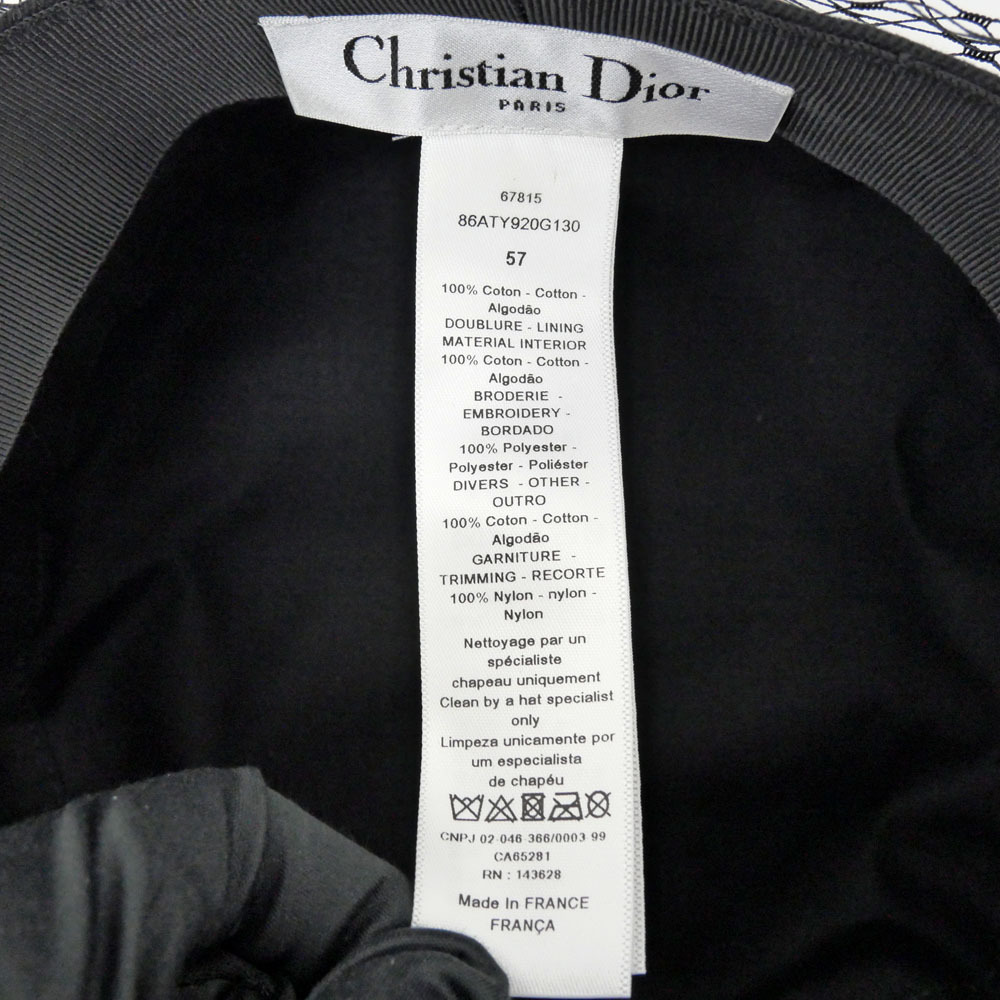 Christian Dior
PARIS
67815
86ATY920G130
57
100% Coton - Cotton -
Algodão
DOUBLURE - LINING
MATERIAL INTERIOR
100% Coton - Cotton -
Algodão
BRODERIE -
EMBROIDERY -
BORDADO
100% Polyester -
Polyester - Poliéster
DIVERS - OTHER -
OUTRO
100% Coton - Cotton -
Algodão
GARNITURE -
TRIMMING - RECORTE
100% Nylon - nylon -
Nylon
Nettoyage par un
spécialiste
chapeau uniquement
Clean by a hat specialist
only
Limpeza unicamente por
um especialista
de chapéu
CNPJ 02 046 366/0003 99
CA65281
RN : 143628
Made In FRANCE
FRANÇA